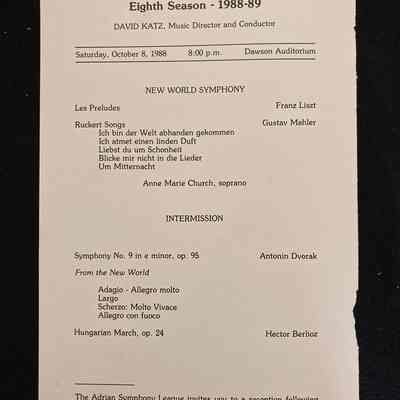 Eighth Season - 1988-89
DAVID KATZ, Music Director and Conductor
Saturday, October 8, 1988 8:00 p.m. Dawson Auditorium
NEW WORLD SYMPHONY
Les Preludes Franz Liszt
Ruckert Songs Gustav Mahler
Ich bin der Welt abhanden gekommen
Ich atmet einen linden Duft
Liebst du um Schonheit
Blicke mir nicht in die Lieder
Um Mitternacht
Anne Marie Church, soprano
INTERMISSION
Symphony No. 9 in e minor, op. 95 Antonin Dvorak
From the New World
Adagio - Allegro molto
Largo
Scherzo: Molto Vivace
Allegro con fuoco
Hungarian March, op. 24 Hector Berlioz
The Adrian Symphony League invites you to a reception following